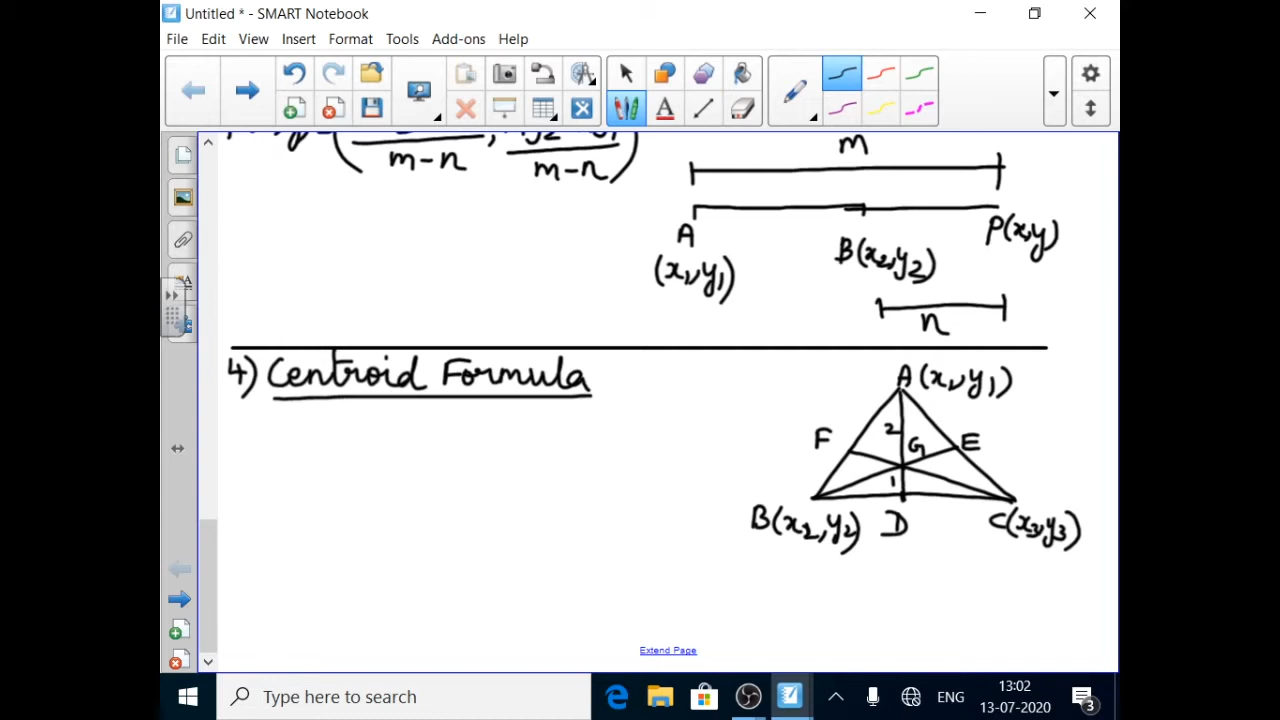 Untitled * - SMART Notebook
File Edit View Insert Format Tools Add-ons Help
m-n , m-n
m
A
(x1, y1)
B(x2, y2)
P(x, y)
n
4) Centroid Formula
A (x1, y1)
F
2
G
E
1
B(x2, y2)
D
C(x3, y3)
Extend Page
Type here to search
ENG
13:02
13-07-2020
3